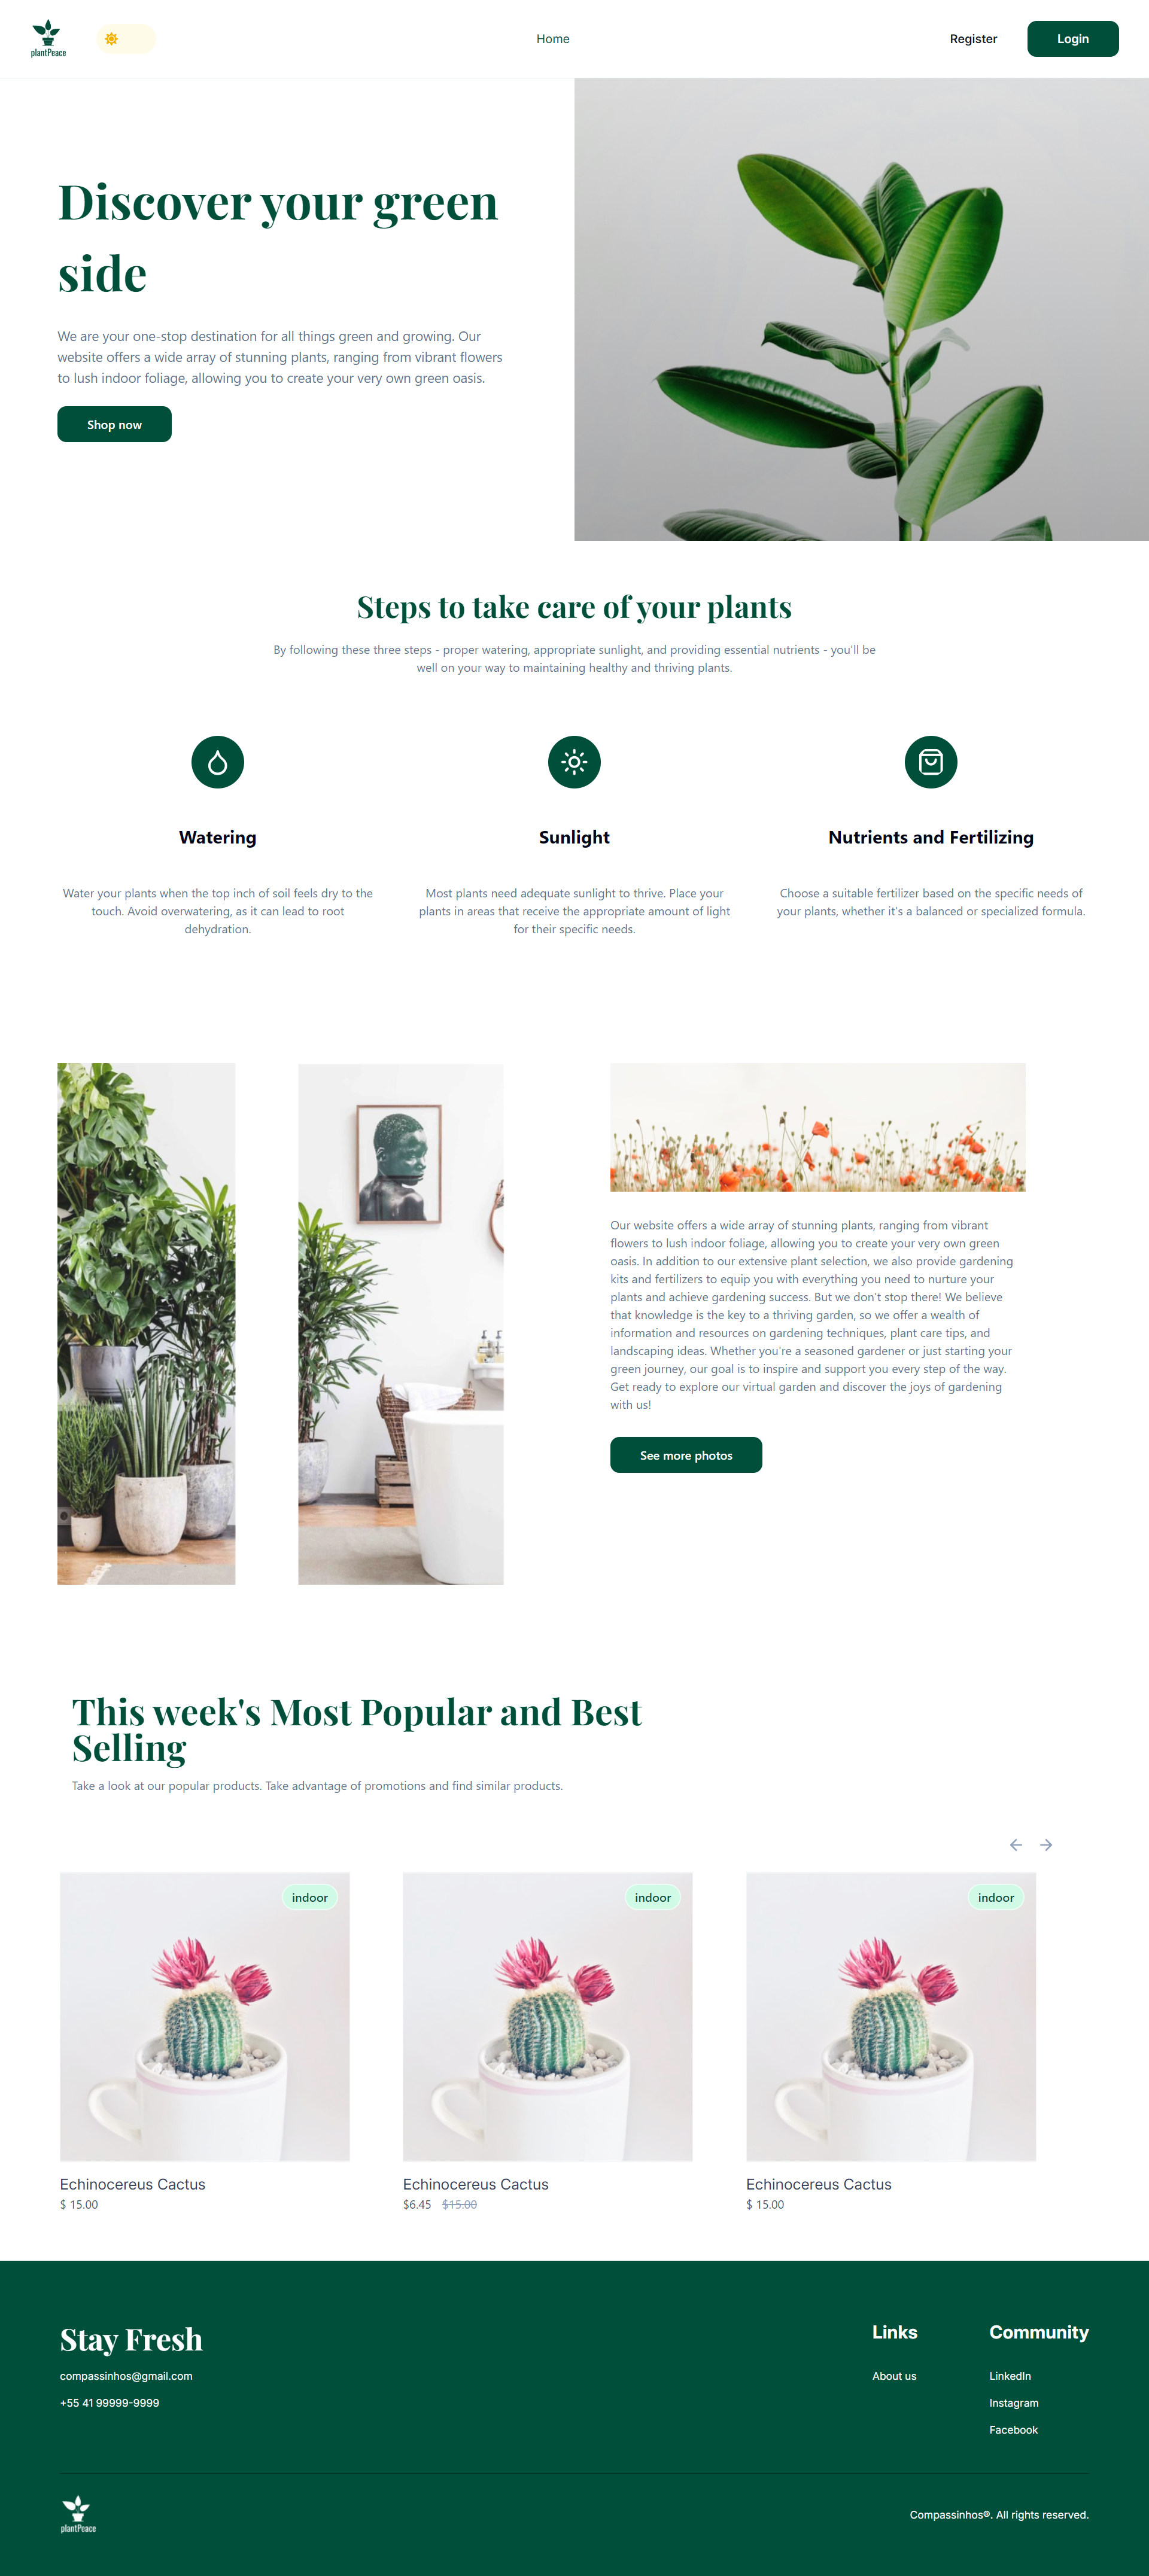 plantPeace
Home
Register
Login
Discover your green
side
We are your one-stop destination for all things green and growing. Our
website offers a wide array of stunning plants, ranging from vibrant flowers
to lush indoor foliage, allowing you to create your very own green oasis.
Shop now
Steps to take care of your plants
By following these three steps - proper watering, appropriate sunlight, and providing essential nutrients - you'll be
well on your way to maintaining healthy and thriving plants.
Watering
Water your plants when the top inch of soil feels dry to the
touch. Avoid overwatering, as it can lead to root
dehydration.
Sunlight
Most plants need adequate sunlight to thrive. Place your
plants in areas that receive the appropriate amount of light
for their specific needs.
Nutrients and Fertilizing
Choose a suitable fertilizer based on the specific needs of
your plants, whether it's a balanced or specialized formula.
Our website offers a wide array of stunning plants, ranging from vibrant
flowers to lush indoor foliage, allowing you to create your very own green
oasis. In addition to our extensive plant selection, we also provide gardening
kits and fertilizers to equip you with everything you need to nurture your
plants and achieve gardening success. But we don't stop there! We believe
that knowledge is the key to a thriving garden, so we offer a wealth of
information and resources on gardening techniques, plant care tips, and
landscaping ideas. Whether you're a seasoned gardener or just starting your
green journey, our goal is to inspire and support you every step of the way.
Get ready to explore our virtual garden and discover the joys of gardening
with us!
See more photos
This week's Most Popular and Best
Selling
Take a look at our popular products. Take advantage of promotions and find similar products.
indoor
Echinocereus Cactus
$ 15.00
indoor
Echinocereus Cactus
$6.45 $15.00
indoor
Echinocereus Cactus
$ 15.00
Stay Fresh
compassinhos@gmail.com
+55 41 99999-9999
Links
About us
Community
LinkedIn
Instagram
Facebook
plantPeace
Compassinhos®. All rights reserved.